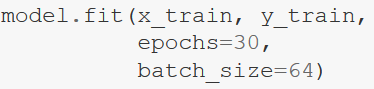 model.fit(x_train, y_train,
          epochs=30,
          batch_size=64)